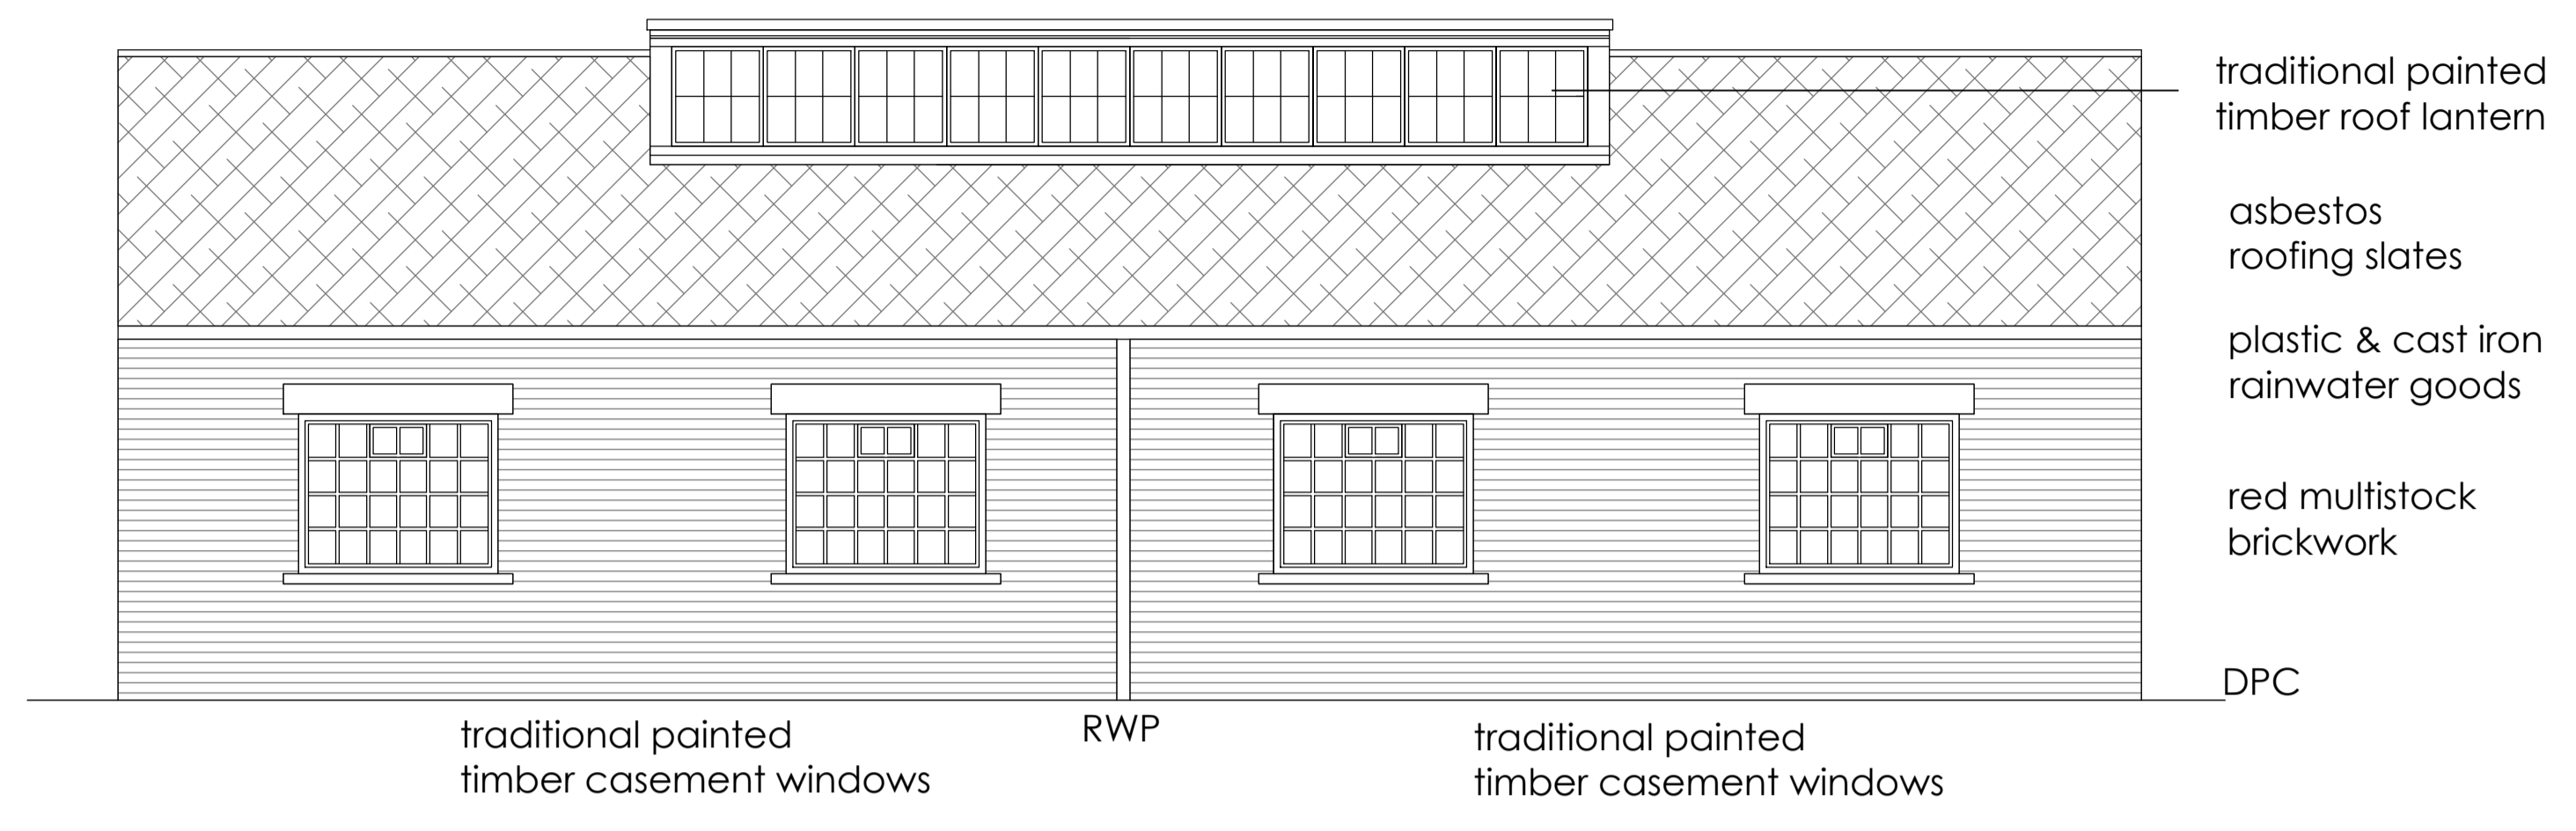 traditional painted
timber roof lantern
asbestos
roofing slates
plastic & cast iron
rainwater goods
red multistock
brickwork
DPC
traditional painted
timber casement windows
RWP
traditional painted
timber casement windows